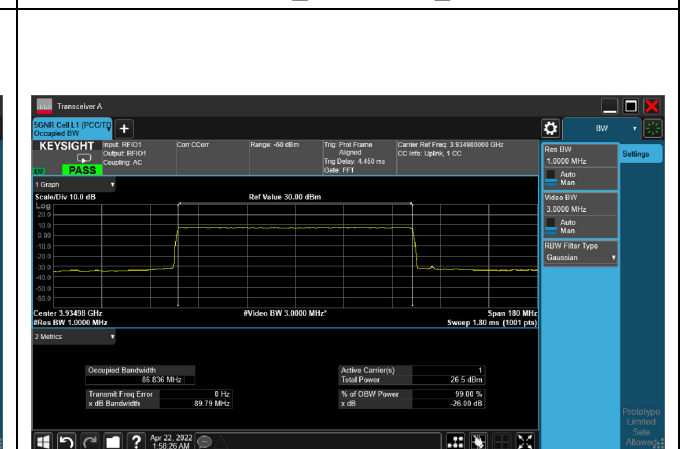 Transceiver A
5GNR Cell L1 (PCC/TD
Occupied BW
BW
KEYSIGHT
Input: RFIO1
Output: RFIO1
Coupling: AC
PASS
Corr CCorr
Range: -60 dBm
Trig: Prot Frame
Aligned
Trig Delay: 4.450 ms
Gate: FFT
Carrier Ref Freq: 3.934980000 GHz
CC Info: Uplink, 1 CC
Res BW
1.0000 MHz
Auto
Man
Settings
Video BW
3.0000 MHz
Auto
Man
RBW Filter Type
Gaussian
1 Graph
Scale/Div 10.0 dB
Ref Value 30.00 dBm
Log
20.0
10.0
0.00
-10.0
-20.0
-30.0
-40.0
-50.0
-60.0
Center 3.93498 GHz
#Video BW 3.0000 MHz*
Span 180 MHz
#Res BW 1.0000 MHz
Sweep 1.80 ms (1001 pts)
2 Metrics
Occupied Bandwidth
86.836 MHz
Active Carrier(s) 1
Total Power 26.5 dBm
Transmit Freq Error 0 Hz
x dB Bandwidth 89.79 MHz
% of OBW Power 99.00 %
x dB -26.00 dB
Prototype
Limited
Sale
Allowed
Apr 22, 2022
1:58:26 AM